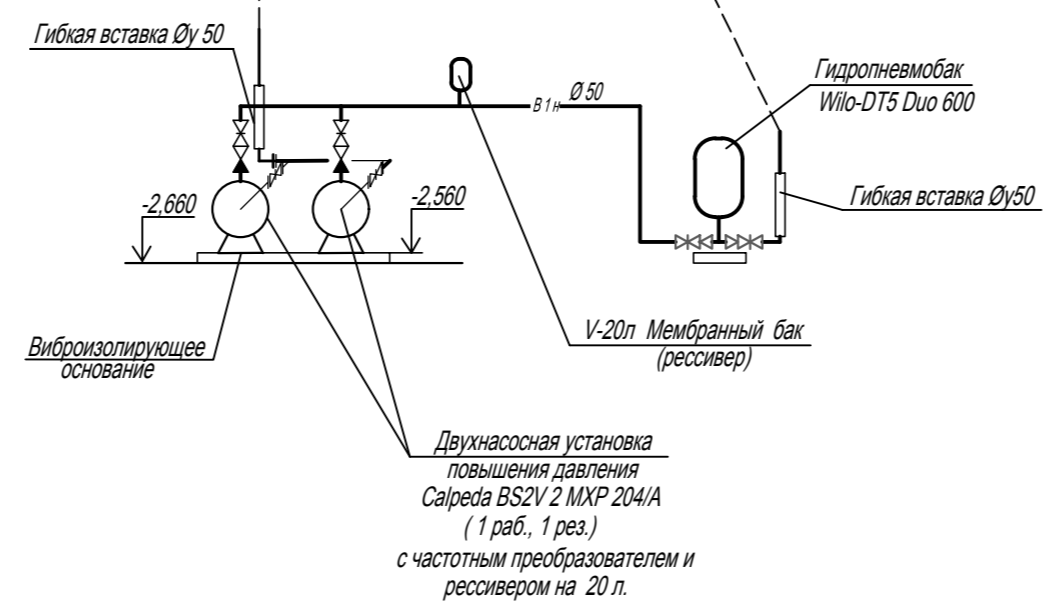 Гибкая вставка Øу 50
Гидропневмобак
Wilo-DT5 Duo 600
В 1 н Ø 50
Гибкая вставка Øу50
-2,660
-2,560
Виброизолирующее
основание
V-20л Мембранный бак
(рессивер)
Двухнасосная установка
повышения давления
Calpeda BS2V 2 MXP 204/A
( 1 раб., 1 рез.)
с частотным преобразователем и
рессивером на 20 л.